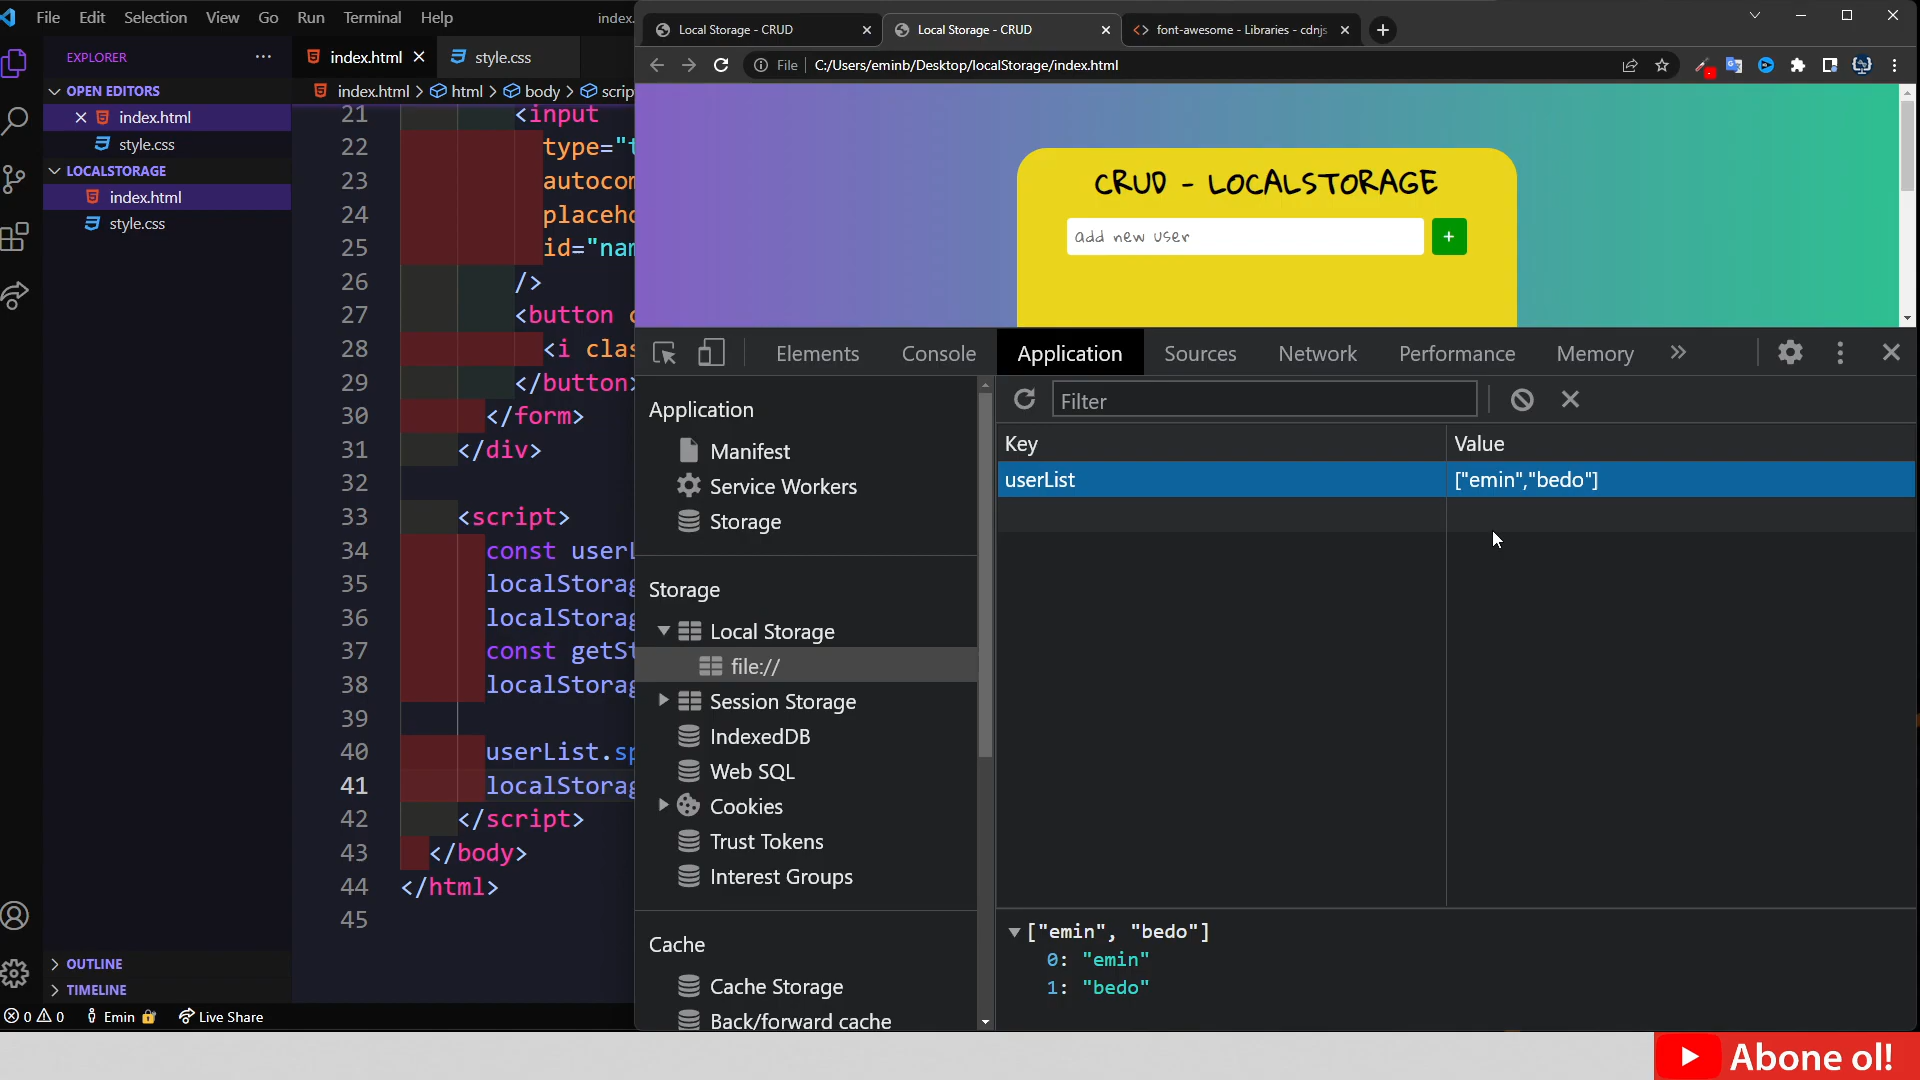 File Edit Selection View Go Run Terminal Help
index.
EXPLORER
OPEN EDITORS
index.html
style.css
LOCALSTORAGE
index.html
style.css
OUTLINE
TIMELINE
0 0 Emin Live Share
index.html style.css
index.html > html > body > scrip
21 <input
22 type="t
23 autocom
24 placeho
25 id="nam
26 />
27 <button c
28 <i clas
29 </button>
30 </form>
31 </div>
32
33 <script>
34 const userL
35 localStorag
36 localStorag
37 const getSt
38 localStorag
39
40 userList.sp
41 localStorag
42 </script>
43 </body>
44 </html>
45
Local Storage - CRUD
Local Storage - CRUD
font-awesome - Libraries - cdnjs
File C:/Users/eminb/Desktop/localStorage/index.html
CRUD - LOCALSTORAGE
add new user
+
Elements Console Application Sources Network Performance Memory
Application
Manifest
Service Workers
Storage
Storage
Local Storage
file://
Session Storage
IndexedDB
Web SQL
Cookies
Trust Tokens
Interest Groups
Cache
Cache Storage
Back/forward cache
Filter
Key Value
userList ["emin","bedo"]
["emin", "bedo"]
0: "emin"
1: "bedo"
Abone ol!